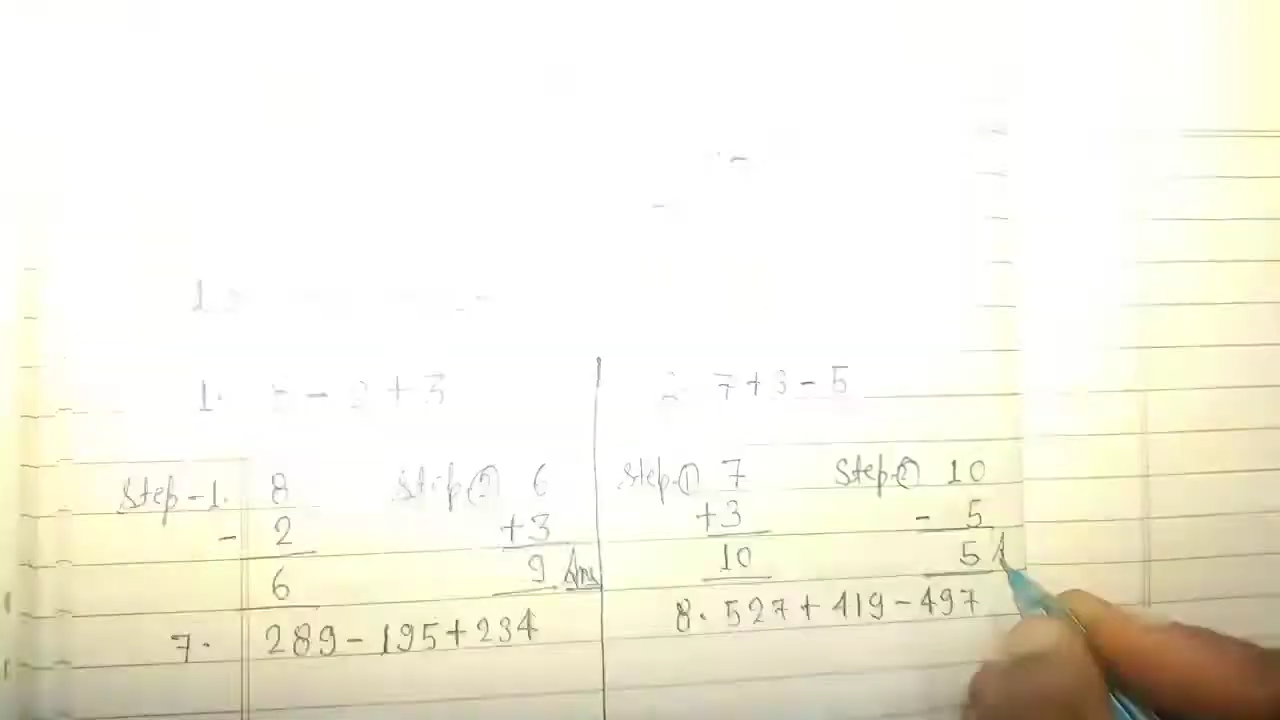 1.
1. 8 - 2 + 3
2. 7 + 3 - 5
Step -1. 8
- 2
6
Step ② 6
+3
9 Ans
Step ① 7
+3
10
Step ② 10
- 5
5 A
7. 289 - 195 + 234
8. 527 + 419 - 497